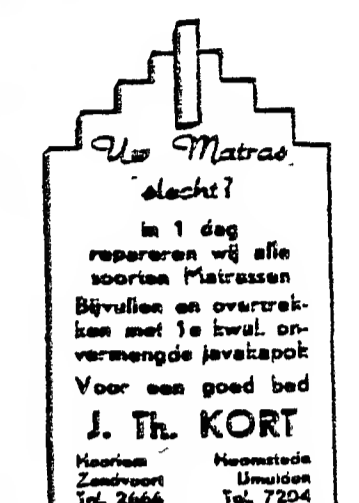 Uw Matras
slecht?
in 1 dag
repareren wij alle
soorten Matrassen
Bijvullen en overtrek-
ken met 1e kwal. on-
vermengde javakapok
Voor een goed bed
J. Th. KORT
Haarlem Heemstede
Zandvoort IJmuiden
Tel. 2666 Tel. 7204